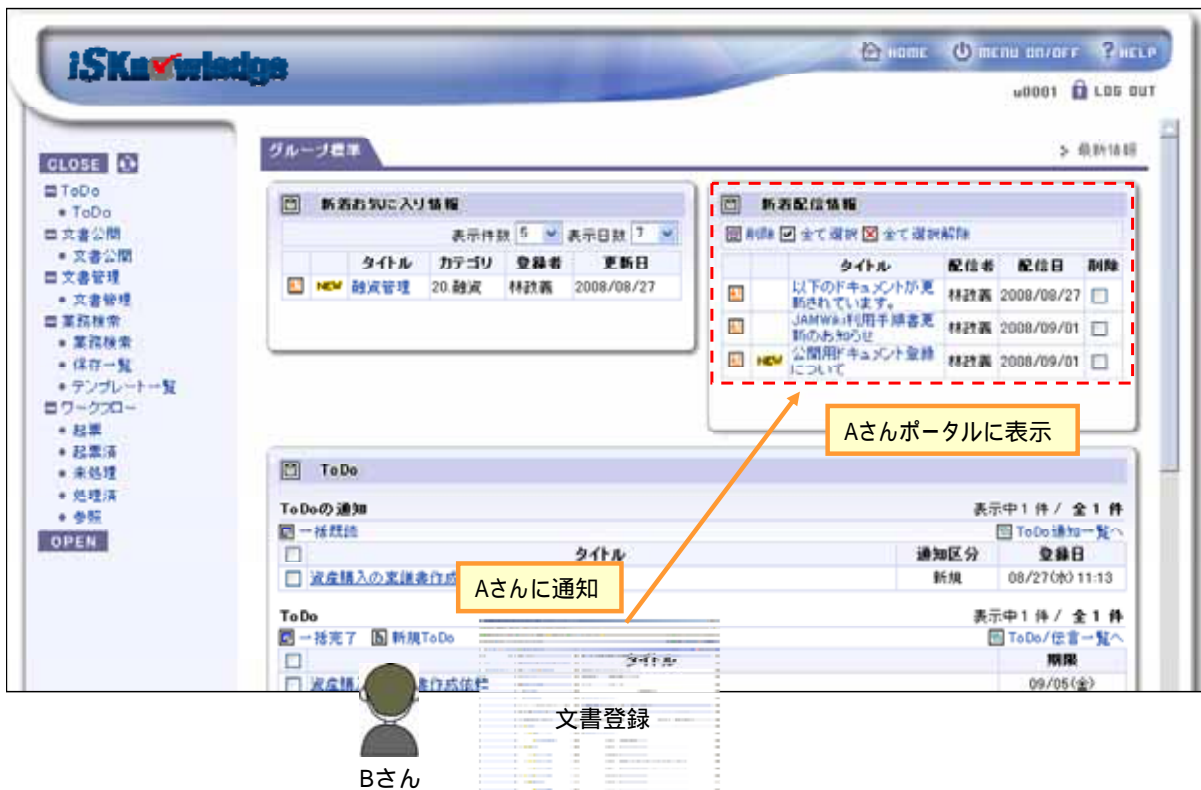 iSKnowledge
HOME MENU ON/OFF ? HELP
u0001 LOG OUT
CLOSE
ToDo
ToDo
文書公開
文書公開
文書管理
文書管理
業務検索
業務検索
保存一覧
テンプレート一覧
ワークフロー
起票
起票済
未処理
処理済
参照
OPEN
グループ標準
> 最新情報
新着お気に入り情報
表示件数 5 表示日数 7
タイトル カテゴリ 登録者 更新日
NEW 融資管理 20.融資 林政義 2008/08/27
新着配信情報
削除 全て選択 全て選択解除
タイトル 配信者 配信日 削除
以下のドキュメントが更
新されています。 林政義 2008/08/27
JAMWiki利用手順書更
新のお知らせ 林政義 2008/09/01
NEW 公開用ドキュメント登録
について 林政義 2008/09/01
Aさんポータルに表示
ToDo
ToDoの通知 表示中 1 件 / 全 1 件
一括既読 ToDo通知一覧へ
タイトル 通知区分 登録日
資産購入の稟議書作成 新規 08/27(水) 11:13
Aさんに通知
ToDo 表示中 1 件 / 全 1 件
一括完了 新規ToDo ToDo/伝言一覧へ
タイトル 期限
資産購 書作成依頼 09/05(金)
文書登録
Bさん